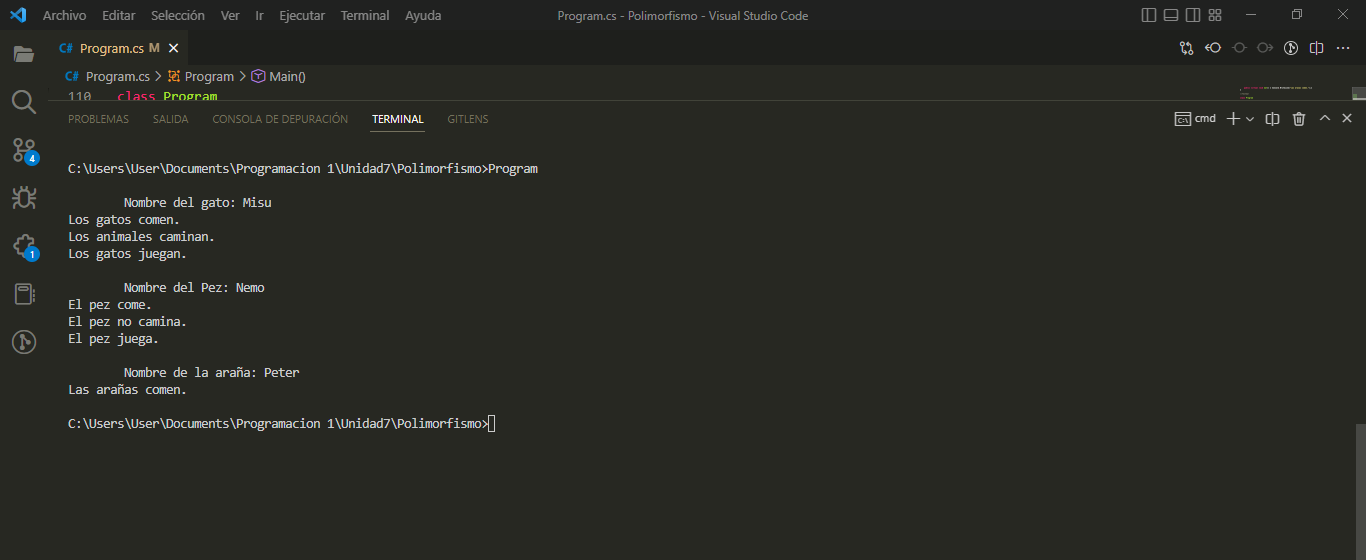 Archivo Editar Selección Ver Ir Ejecutar Terminal Ayuda Program.cs - Polimorfismo - Visual Studio Code
C# Program.cs M
C# Program.cs > Program > Main()
110 class Program
PROBLEMAS SALIDA CONSOLA DE DEPURACIÓN TERMINAL GITLENS cmd
C:\Users\User\Documents\Programacion 1\Unidad7\Polimorfismo>Program
Nombre del gato: Misu
Los gatos comen.
Los animales caminan.
Los gatos juegan.
Nombre del Pez: Nemo
El pez come.
El pez no camina.
El pez juega.
Nombre de la araña: Peter
Las arañas comen.
C:\Users\User\Documents\Programacion 1\Unidad7\Polimorfismo>
4
1